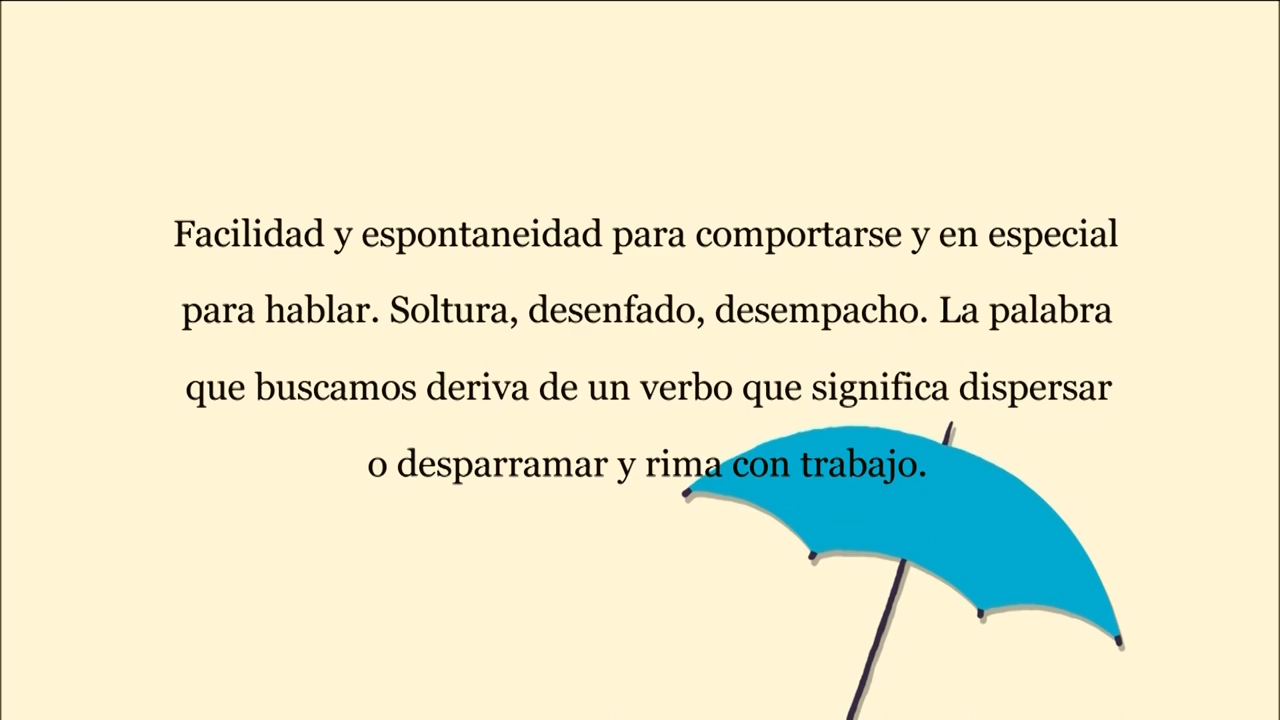 Facilidad y espontaneidad para comportarse y en especial
para hablar. Soltura, desenfado, desempacho. La palabra
que buscamos deriva de un verbo que significa dispersar
o desparramar y rima con trabajo.